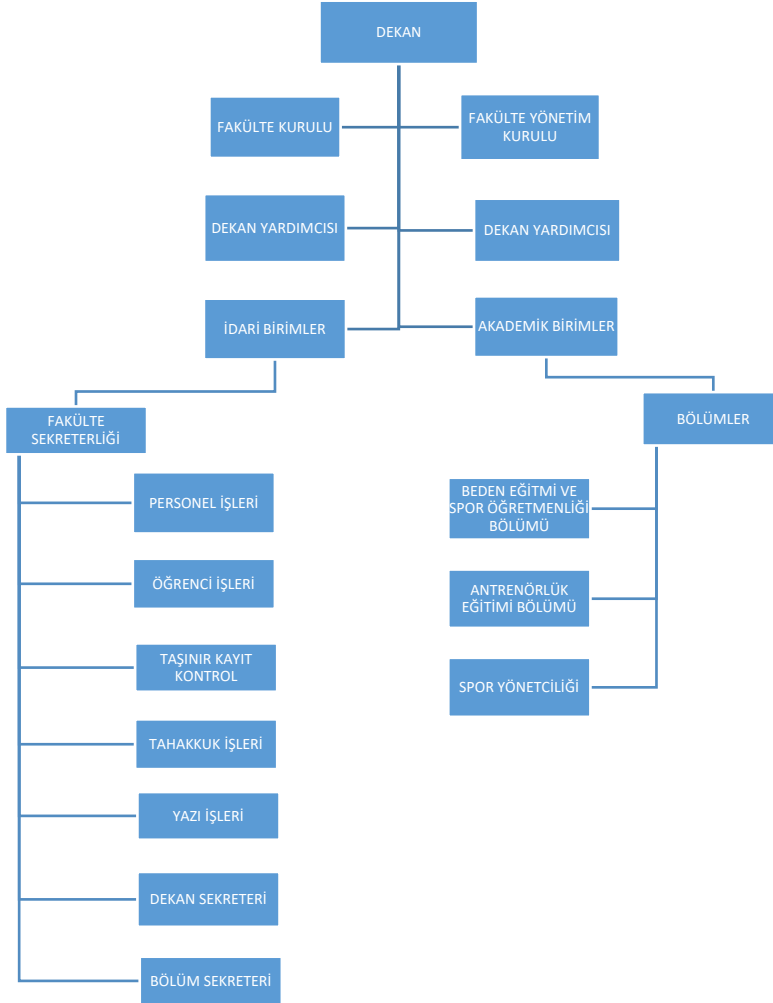 DEKAN
FAKÜLTE KURULU
FAKÜLTE YÖNETİM
KURULU
DEKAN YARDIMCISI
DEKAN YARDIMCISI
İDARİ BİRİMLER
AKADEMİK BİRİMLER
FAKÜLTE
SEKRETERLİĞİ
BÖLÜMLER
PERSONEL İŞLERİ
ÖĞRENCİ İŞLERİ
TAŞINIR KAYIT
KONTROL
TAHAKKUK İŞLERİ
YAZI İŞLERİ
DEKAN SEKRETERİ
BÖLÜM SEKRETERİ
BEDEN EĞİTMİ VE
SPOR ÖĞRETMENLİĞİ
BÖLÜMÜ
ANTRENÖRLÜK
EĞİTİMİ BÖLÜMÜ
SPOR YÖNETCİLİĞİ